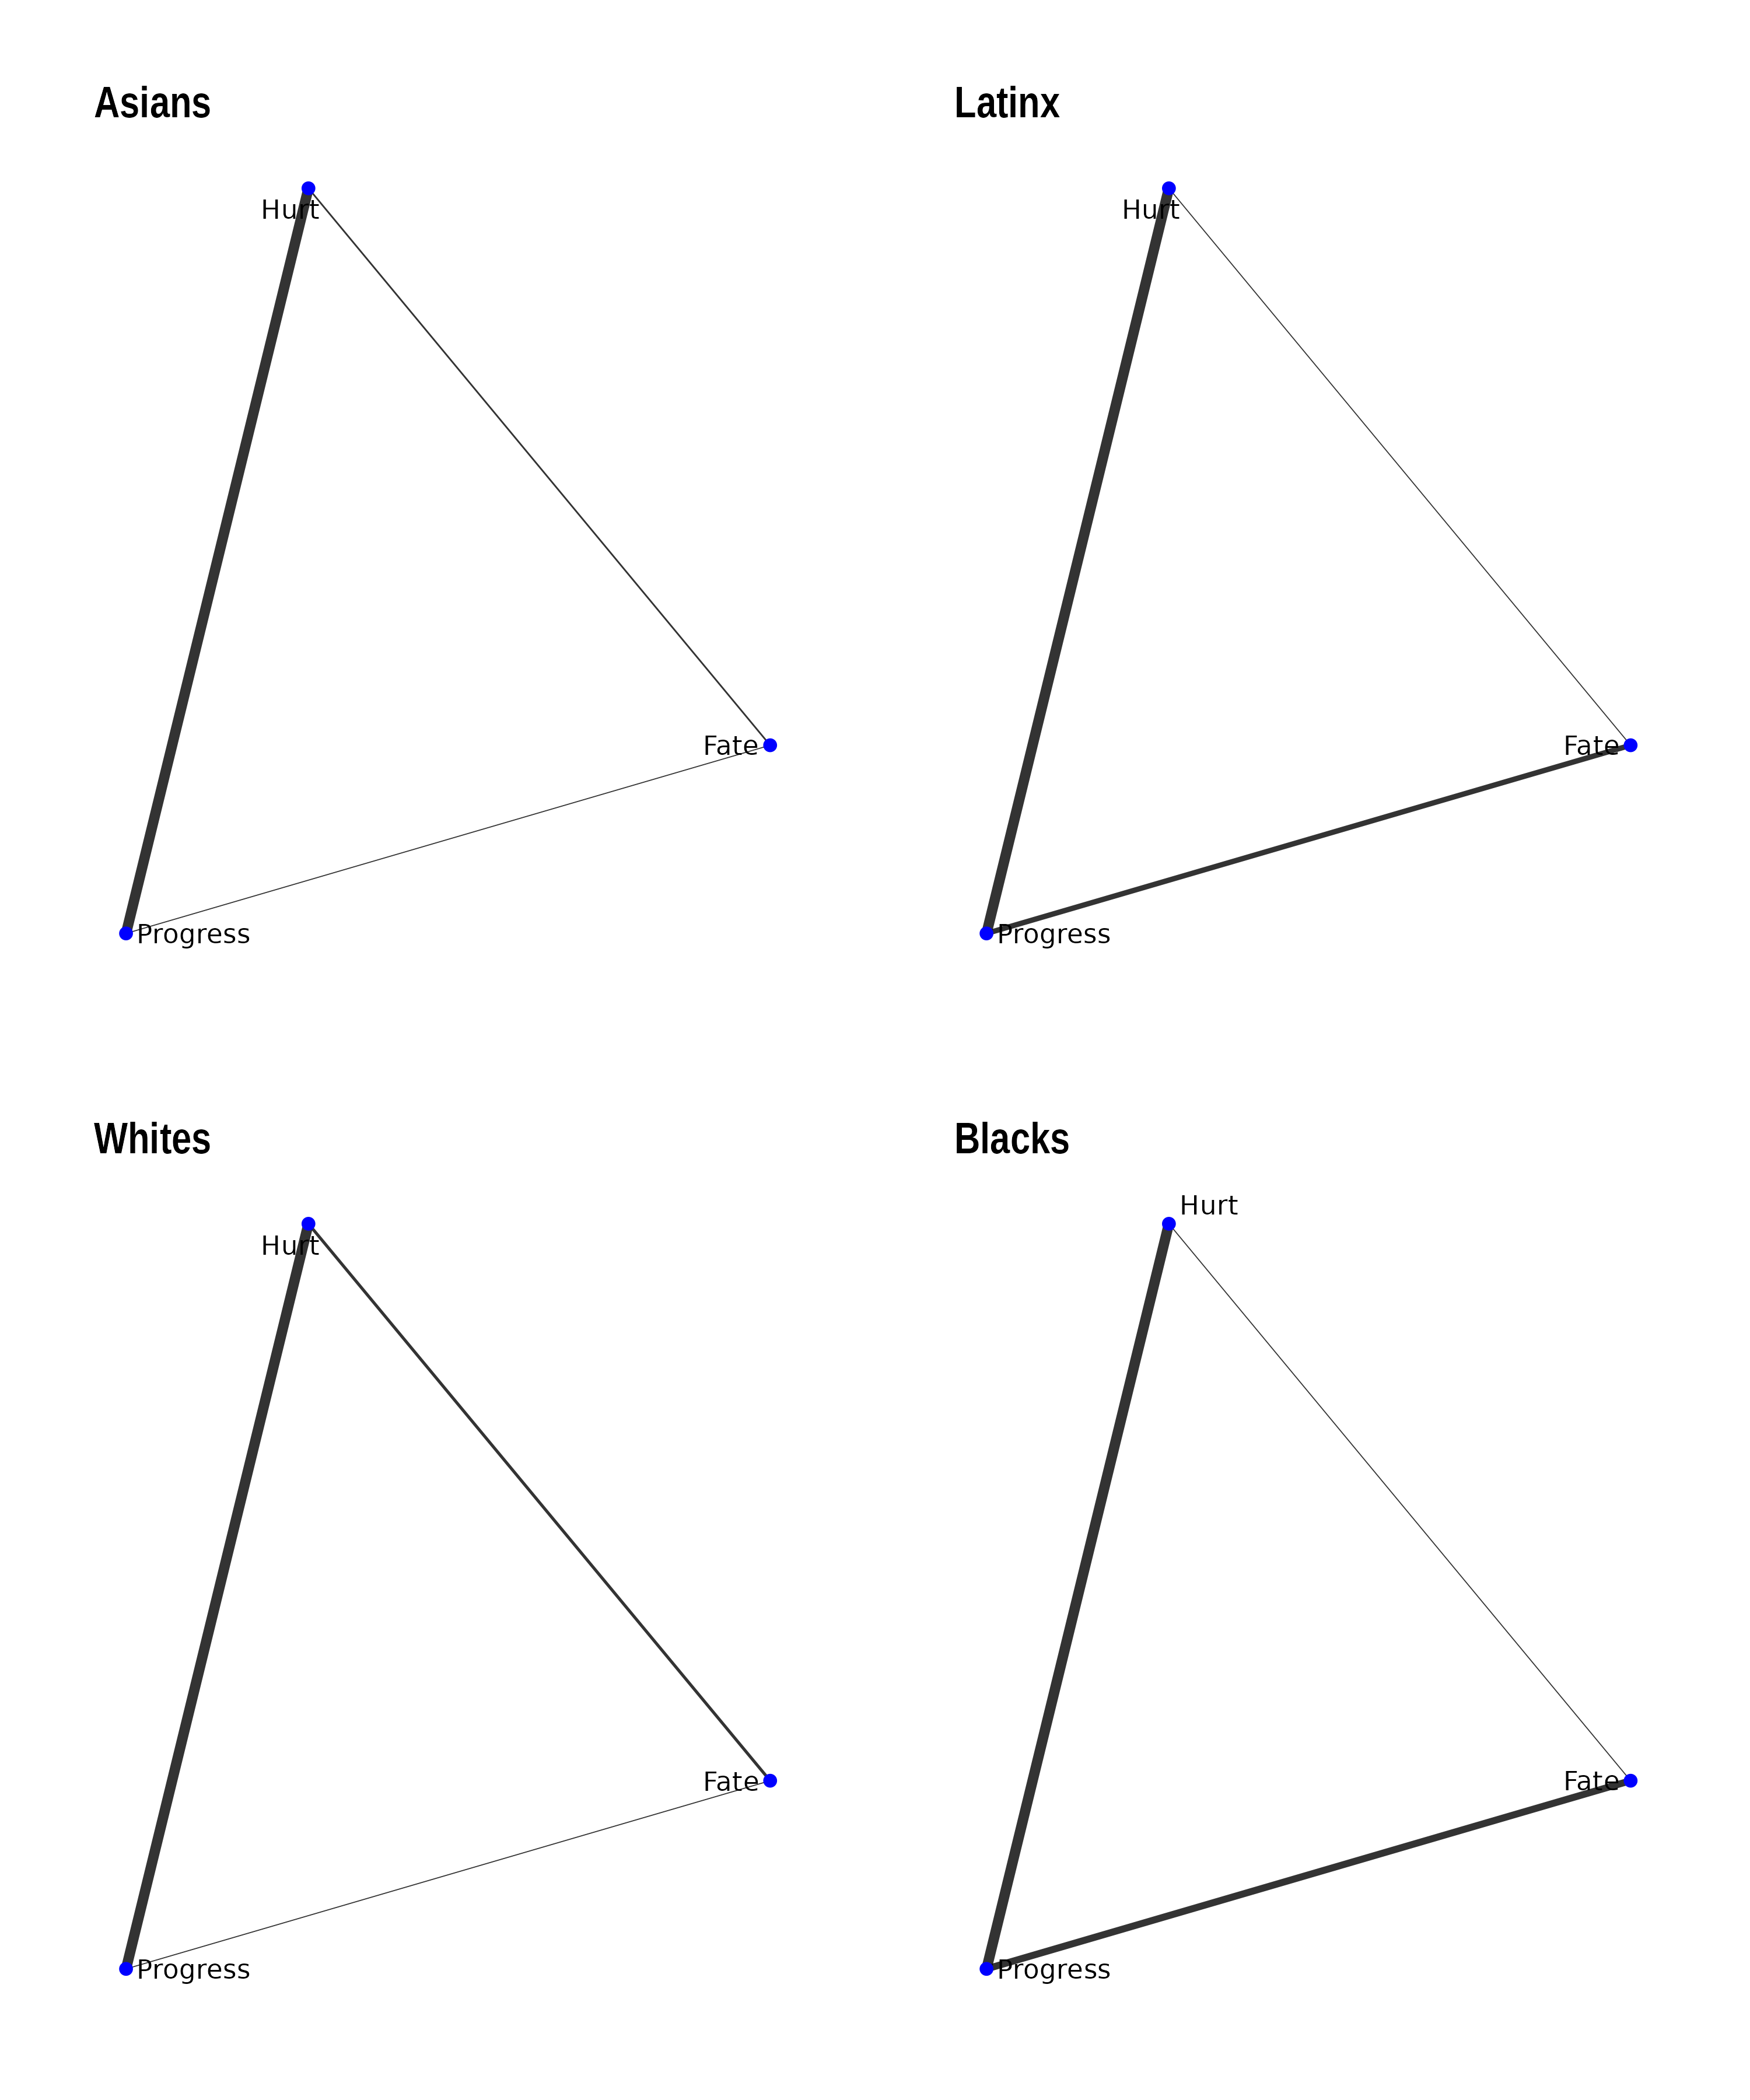 Asians
Hurt
Fate
Progress
Latinx
Hurt
Fate
Progress
Whites
Hurt
Fate
Progress
Blacks
Hurt
Fate
Progress